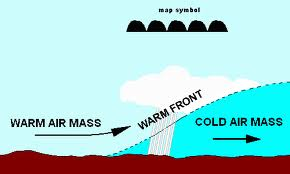 map symbol
WARM FRONT
WARM AIR MASS
COLD AIR MASS